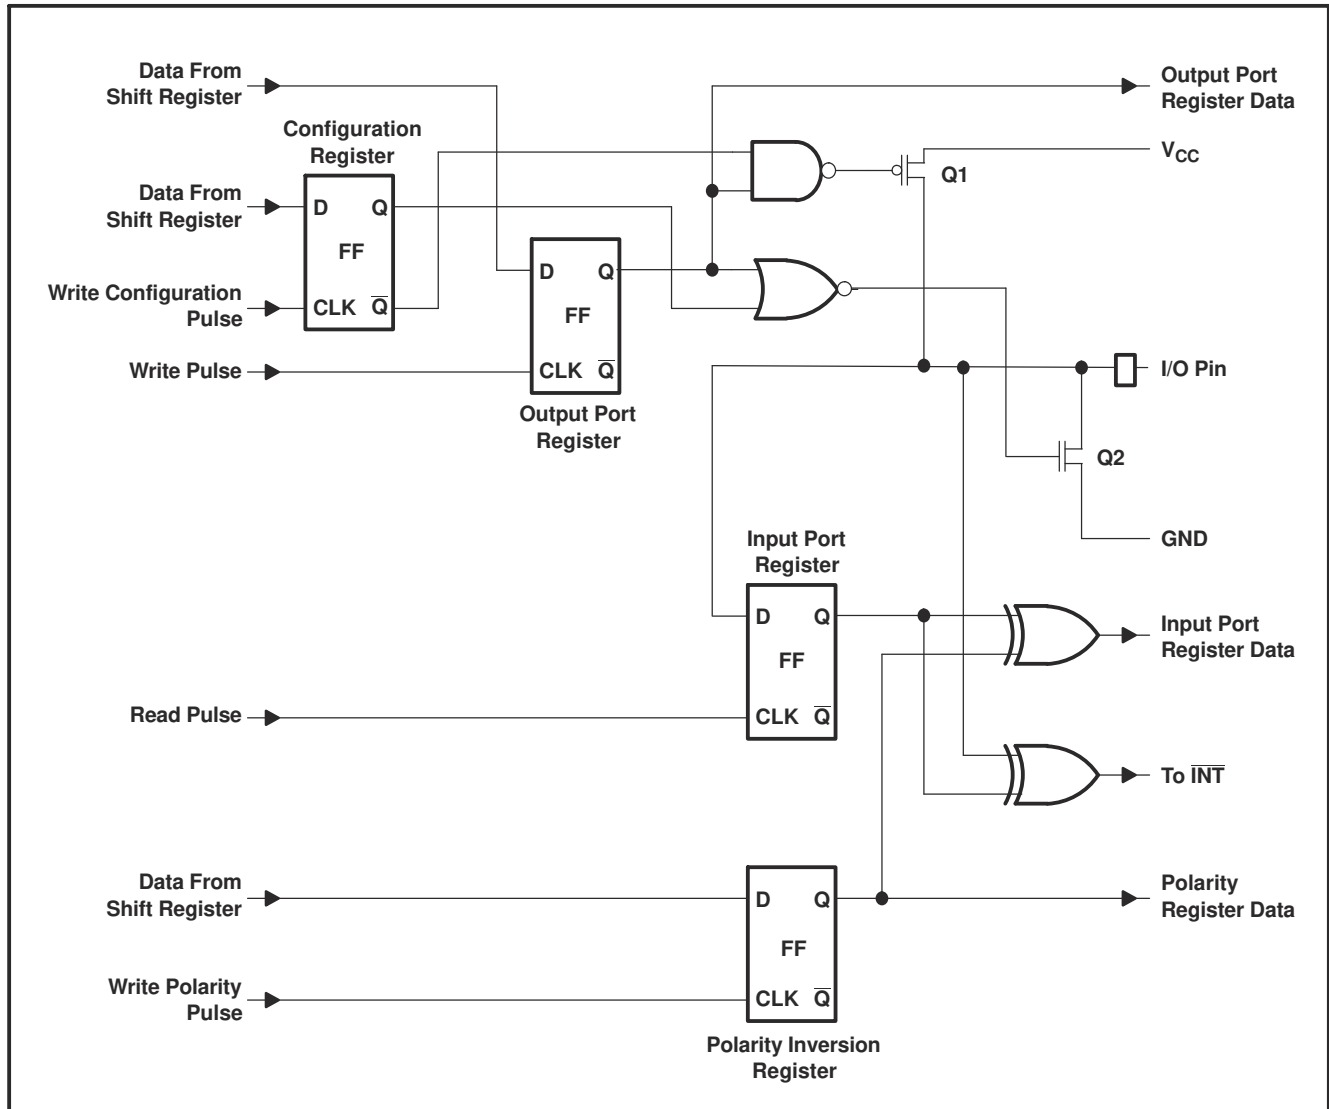 Data From
Shift Register
Output Port
Register Data
Configuration
Register
V_CC
Q1
Data From
Shift Register
D Q
FF
CLK Q̅
Write Configuration
Pulse
D Q
FF
CLK Q̅
Write Pulse
Output Port
Register
I/O Pin
Q2
GND
Input Port
Register
D Q
FF
CLK Q̅
Input Port
Register Data
Read Pulse
To I̅N̅T̅
Data From
Shift Register
D Q
FF
CLK Q̅
Polarity
Register Data
Write Polarity
Pulse
Polarity Inversion
Register